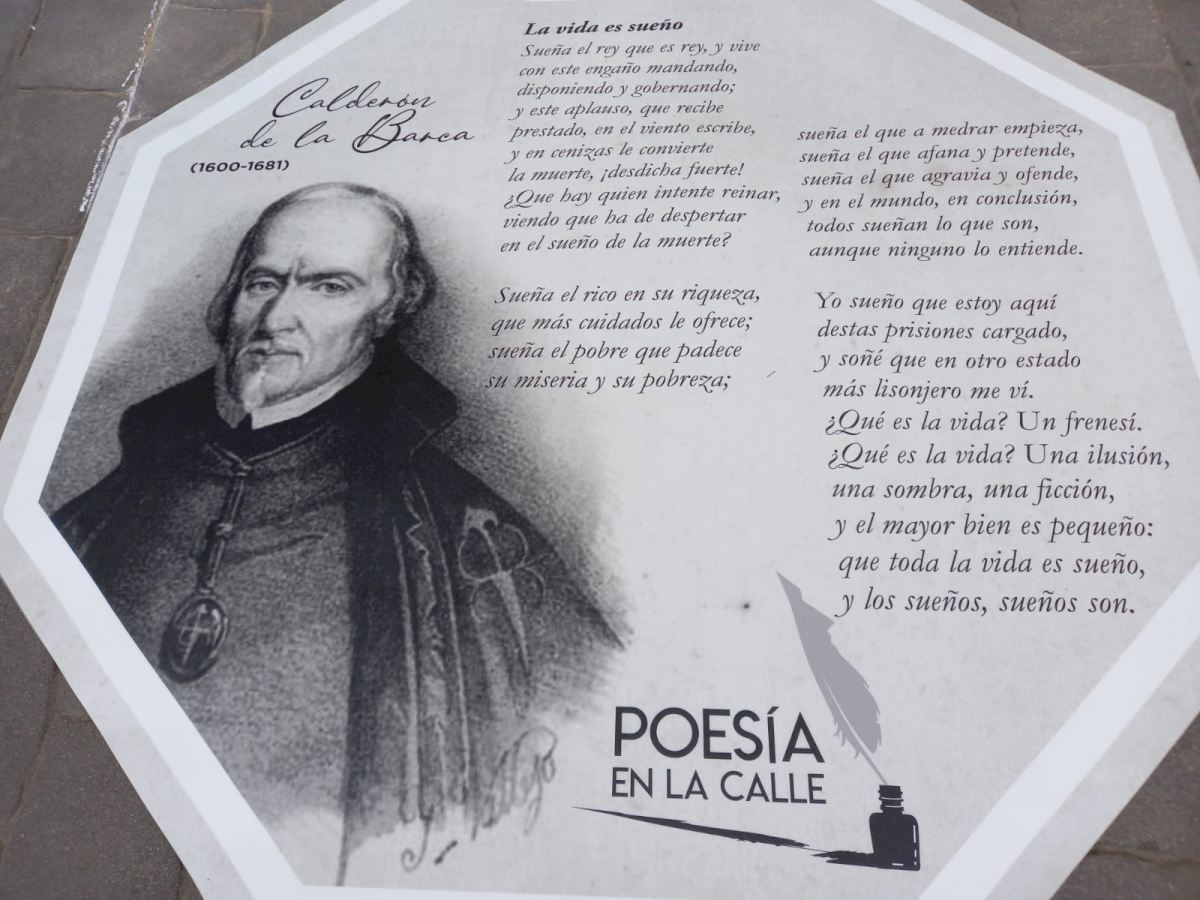 Calderón
de la Barca
(1600-1681)
La vida es sueño
Sueña el rey que es rey, y vive
con este engaño mandando,
disponiendo y gobernando;
y este aplauso, que recibe
prestado, en el viento escribe,
y en cenizas le convierte
la muerte, ¡desdicha fuerte!
¿Que hay quien intente reinar,
viendo que ha de despertar
en el sueño de la muerte?
Sueña el rico en su riqueza,
que más cuidados le ofrece;
sueña el pobre que padece
su miseria y su pobreza;
sueña el que a medrar empieza,
sueña el que afana y pretende,
sueña el que agravia y ofende,
y en el mundo, en conclusión,
todos sueñan lo que son,
aunque ninguno lo entiende.
Yo sueño que estoy aquí
destas prisiones cargado,
y soñé que en otro estado
más lisonjero me ví.
¿Qué es la vida? Un frenesí.
¿Qué es la vida? Una ilusión,
una sombra, una ficción,
y el mayor bien es pequeño:
que toda la vida es sueño,
y los sueños, sueños son.
POESÍA
EN LA CALLE